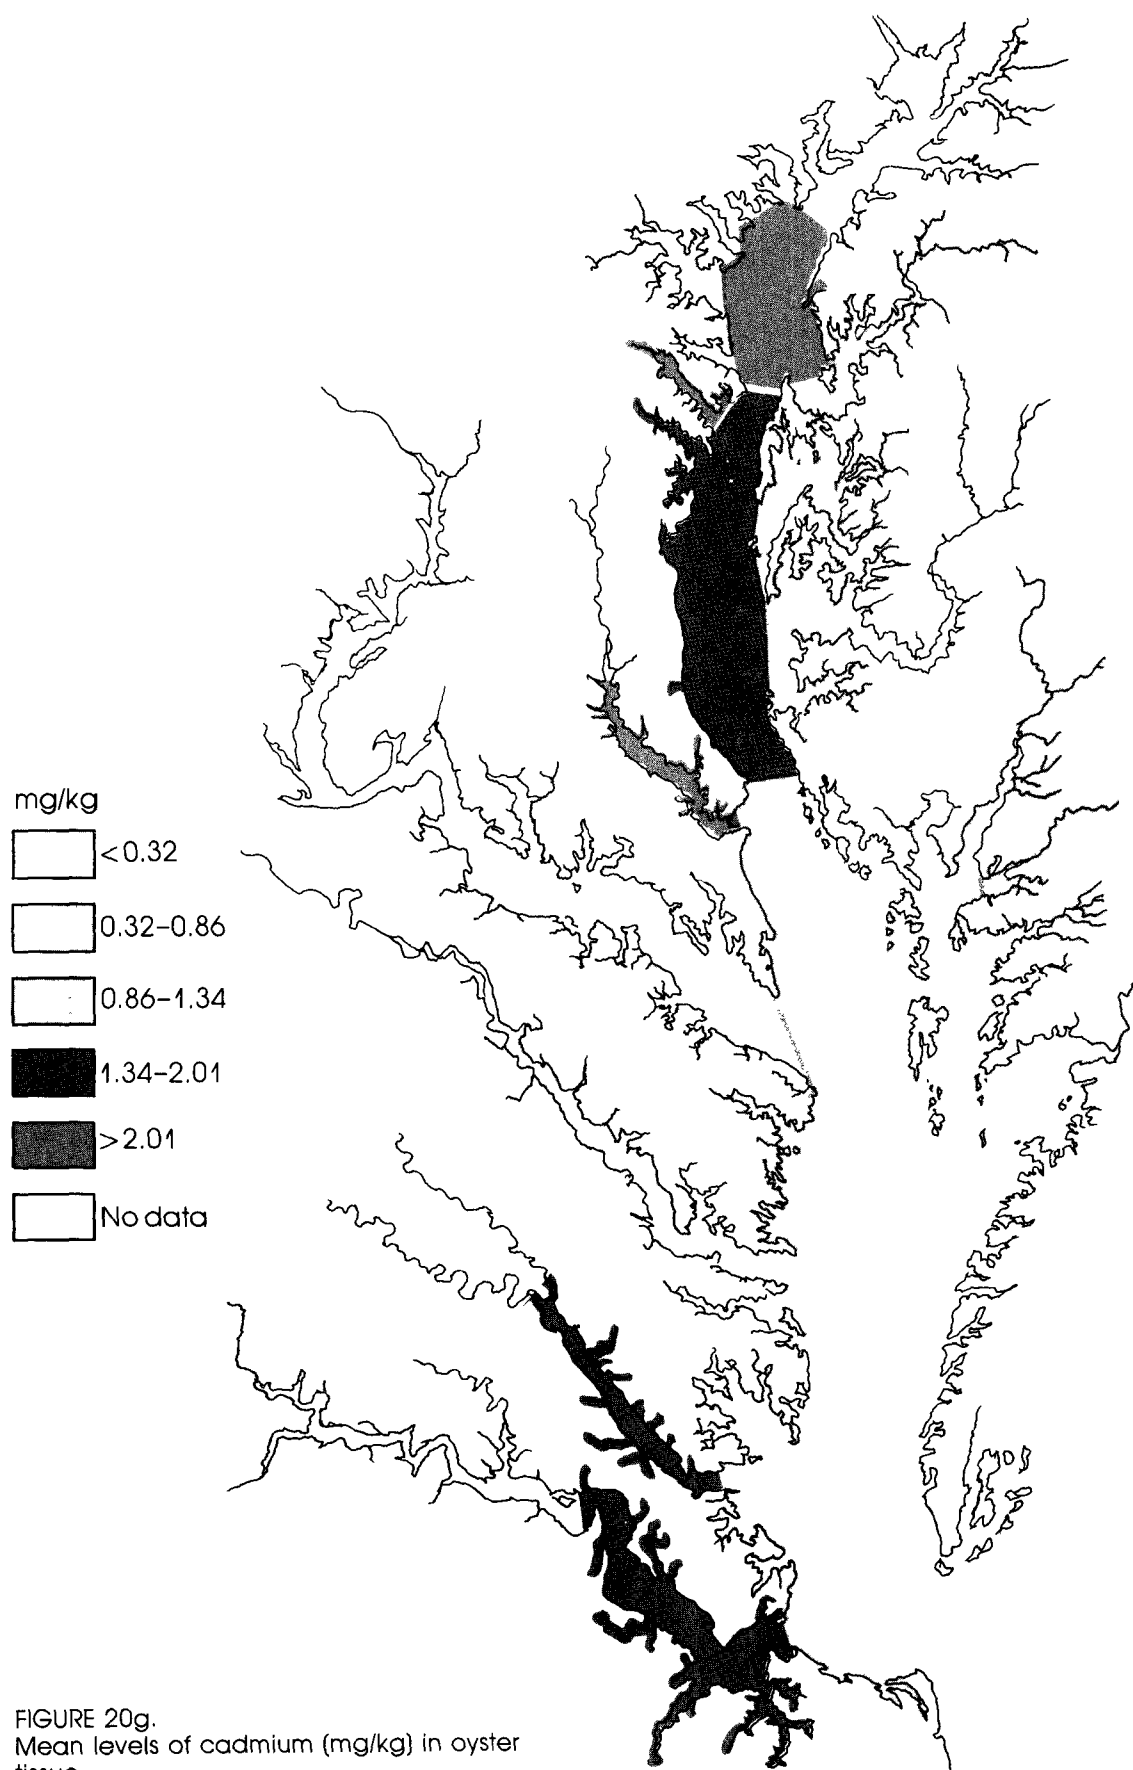 mg/kg
<0.32
0.32-0.86
0.86-1.34
1.34-2.01
>2.01
No data
FIGURE 20g.
Mean levels of cadmium (mg/kg) in oyster
tissue